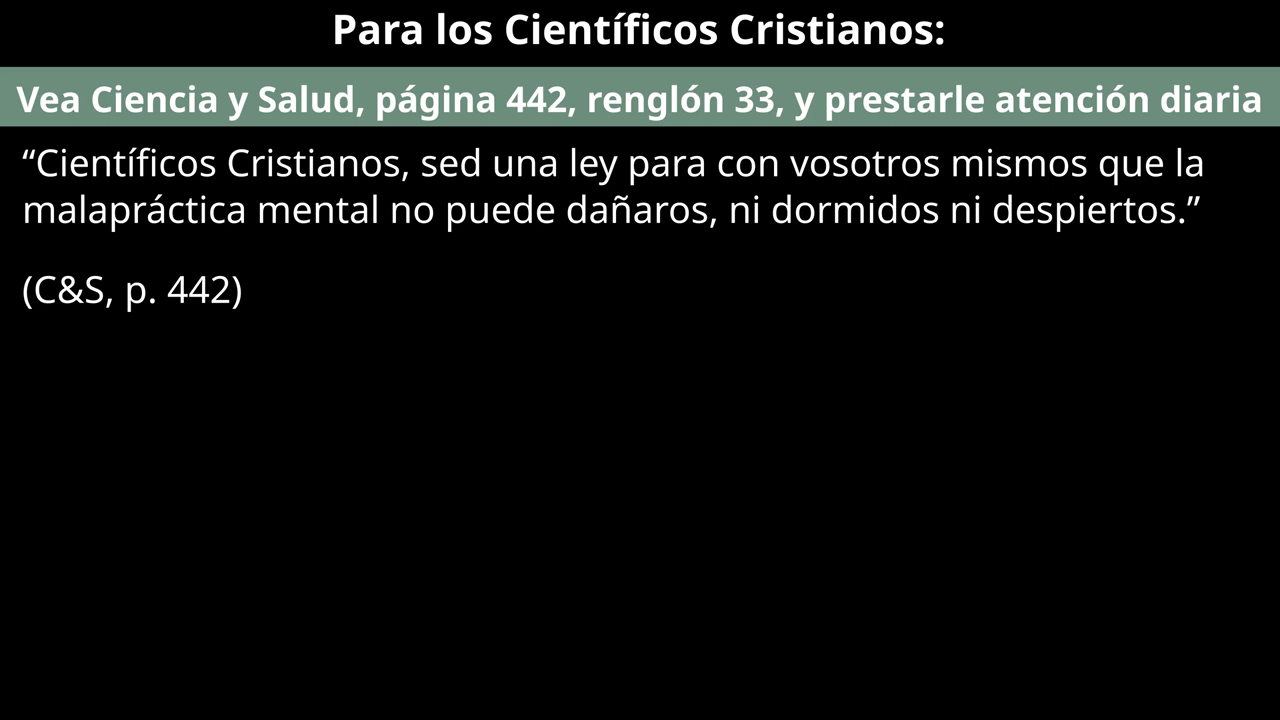 Para los Científicos Cristianos:
Vea Ciencia y Salud, página 442, renglón 33, y prestarle atención diaria
“Científicos Cristianos, sed una ley para con vosotros mismos que la
malapráctica mental no puede dañaros, ni dormidos ni despiertos.”
(C&S, p. 442)